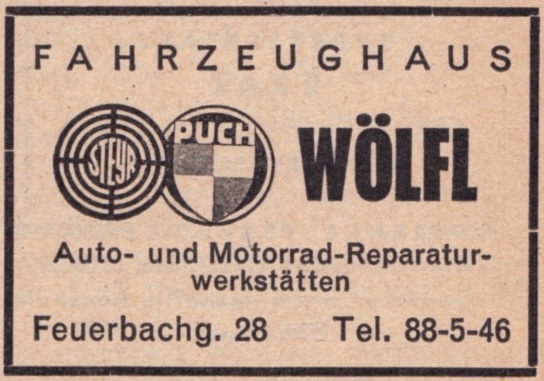 FAHRZEUGHAUS
STEYR
PUCH
WÖLFL
Auto- und Motorrad-Reparatur-
werkstätten
Feuerbachg. 28 Tel. 88-5-46